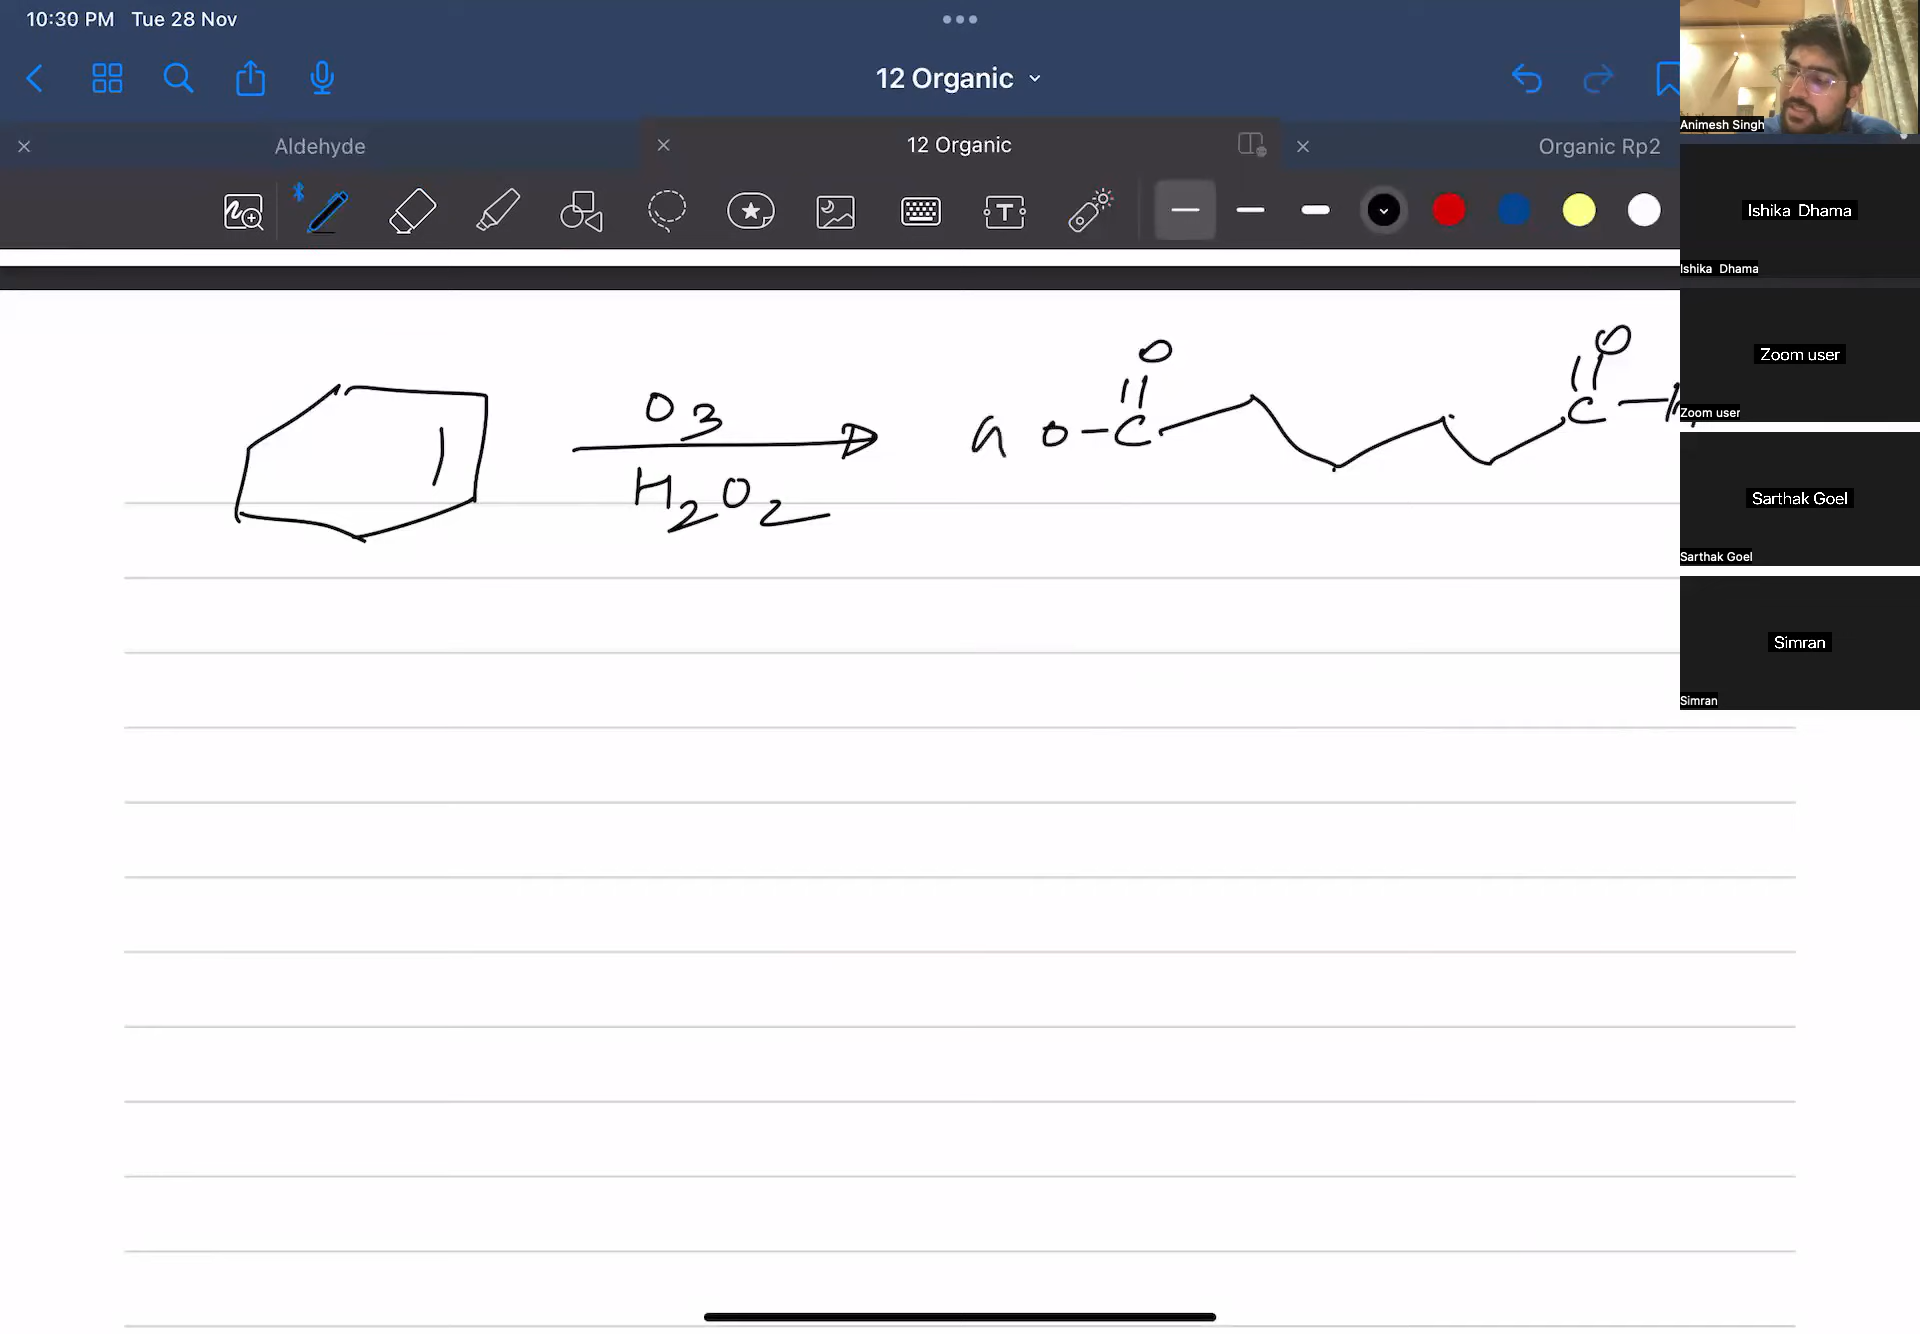 10:30 PM Tue 28 Nov
12 Organic
Aldehyde
12 Organic
Organic Rp2
T
Animesh Singh
Ishika Dhama
Ishika Dhama
Zoom user
Zoom user
Sarthak Goel
Sarthak Goel
Simran
Simran
O3
H2O2
O
O-C
O
C-